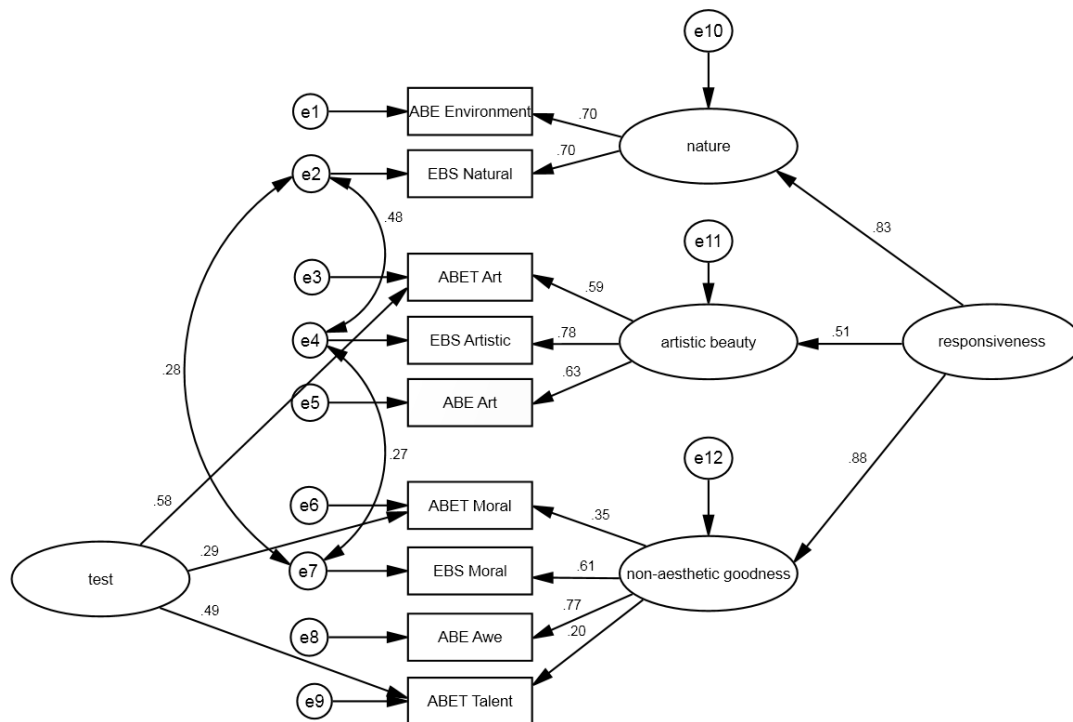 e10
e1
ABE Environment
.70
nature
e2
EBS Natural
.70
.48
.83
e11
e3
ABET Art
.59
e4
EBS Artistic
.78
artistic beauty
.51
responsiveness
.28
e5
ABE Art
.63
.27
e12
.88
.58
e6
ABET Moral
.35
.29
test
e7
EBS Moral
.61
non-aesthetic goodness
.49
.77
e8
ABE Awe
.20
e9
ABET Talent